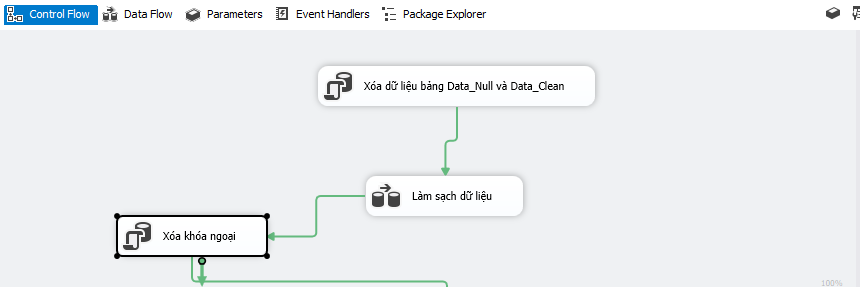 Control Flow
Data Flow
Parameters
Event Handlers
Package Explorer
Xóa dữ liệu bảng Data_Null và Data_Clean
Làm sạch dữ liệu
Xóa khóa ngoại
100%